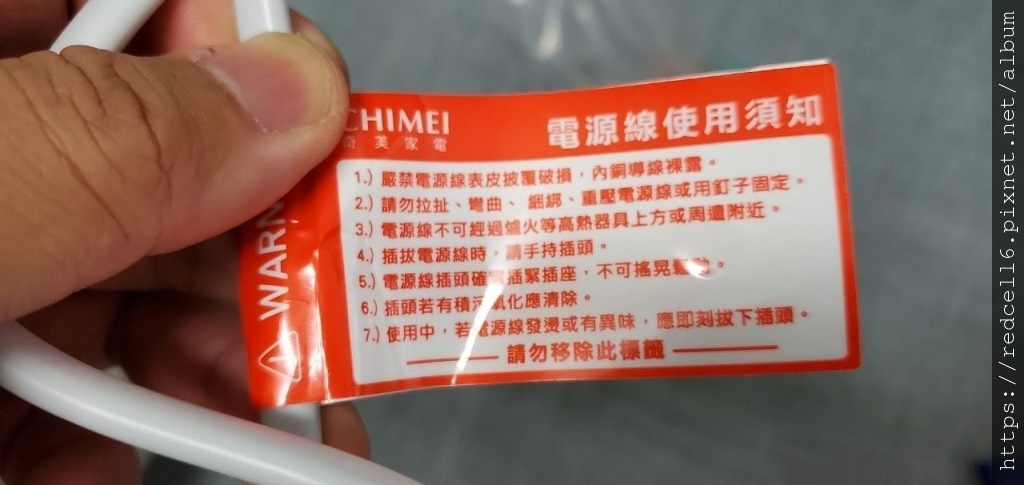 CHIMEI
奇美家電
電源線使用須知
1.) 嚴禁電源線表皮披覆破損，內銅導線裸露。
2.) 請勿拉扯、彎曲、 綑綁、重壓電源線或用釘子固定。
3.) 電源線不可經過爐火等高熱器具上方或周遭附近。
4.) 插拔電源線時，請手持插頭。
5.) 電源線插頭確實插緊插座，不可搖晃鬆動。
6.) 插頭若有積污氧化應清除。
7.) 使用中，若電源線發燙或有異味，應即刻拔下插頭。
請勿移除此標籤
WARN
https://redcell6.pixnet.net/album